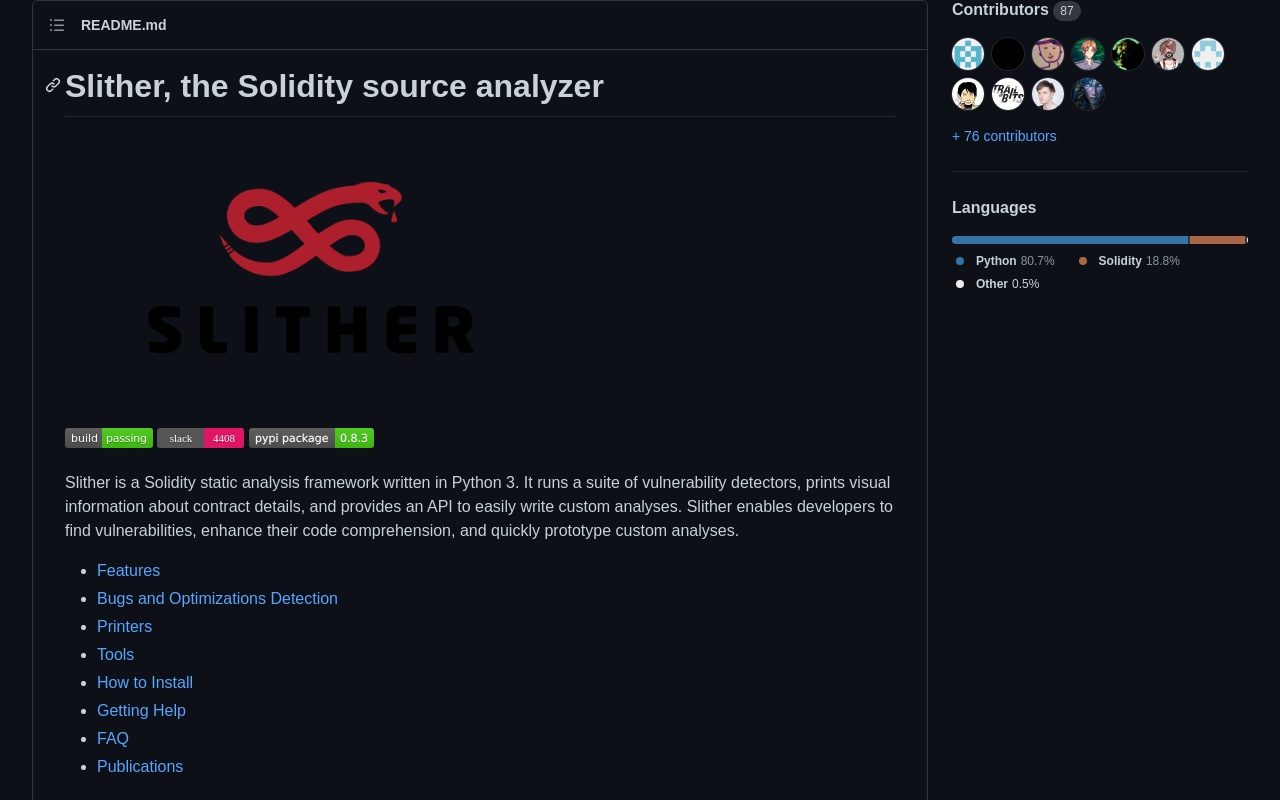 README.md
Slither, the Solidity source analyzer
SLITHER
build passing slack 4408 pypi package 0.8.3
Slither is a Solidity static analysis framework written in Python 3. It runs a suite of vulnerability detectors, prints visual
information about contract details, and provides an API to easily write custom analyses. Slither enables developers to
find vulnerabilities, enhance their code comprehension, and quickly prototype custom analyses.
Features
Bugs and Optimizations Detection
Printers
Tools
How to Install
Getting Help
FAQ
Publications
Contributors 87
TRAIL
OF BITS
+ 76 contributors
Languages
Python 80.7% Solidity 18.8%
Other 0.5%